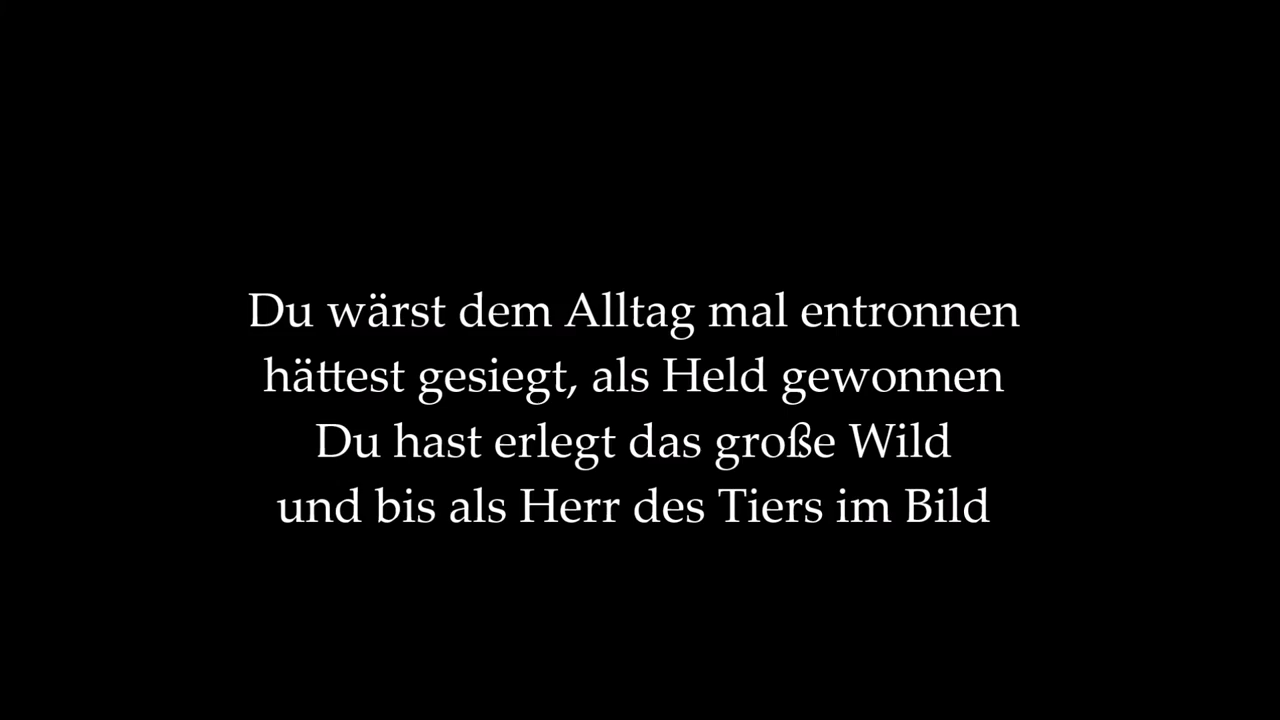 Du wärst dem Alltag mal entronnen
hättest gesiegt, als Held gewonnen
Du hast erlegt das große Wild
und bis als Herr des Tiers im Bild